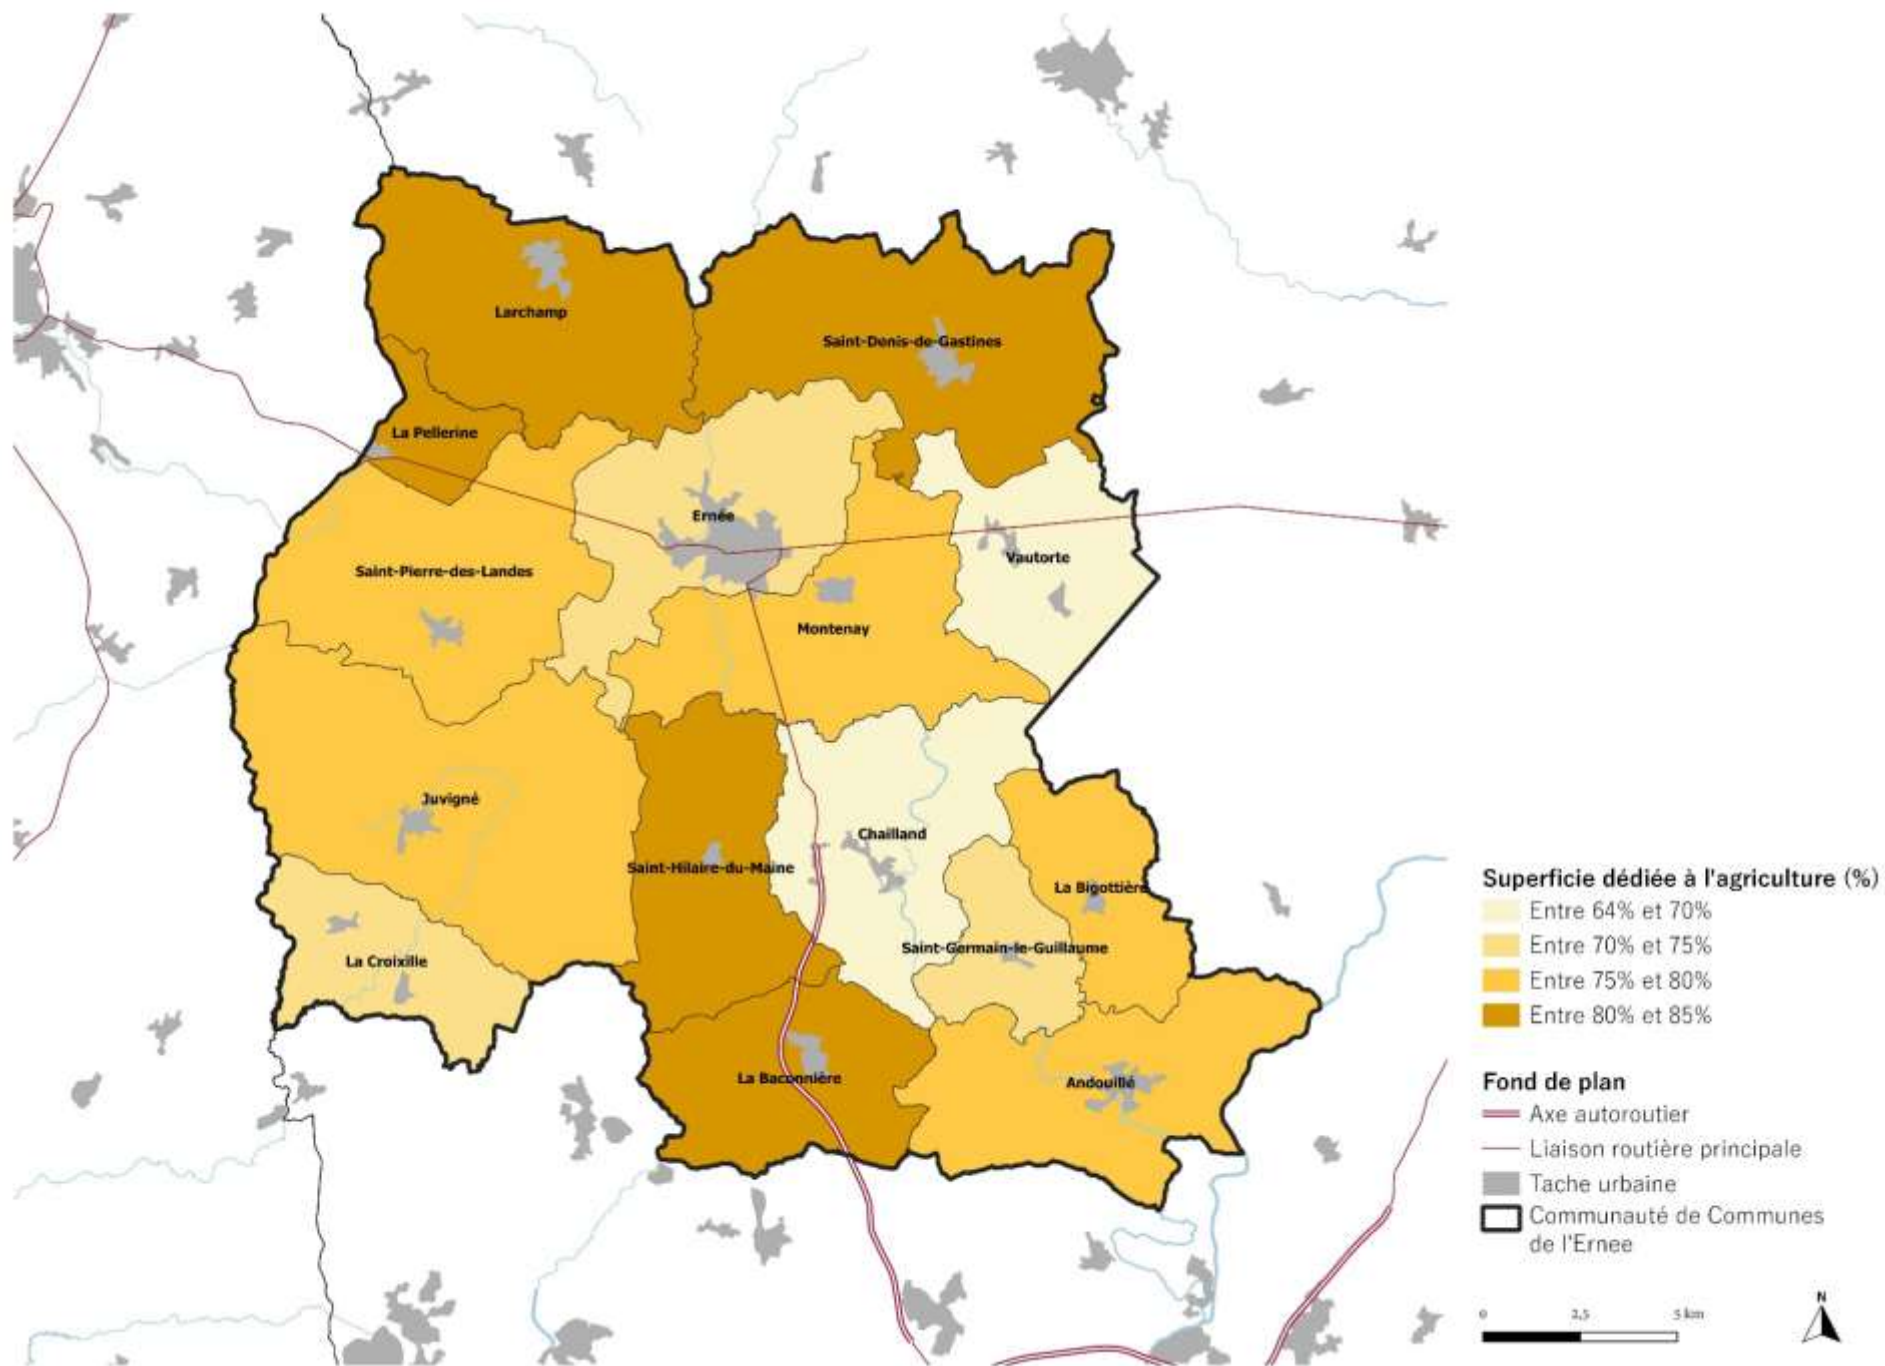 Larchamp
Saint-Denis-de-Gastines
La Pellerine
Ernée
Vautorte
Saint-Pierre-des-Landes
Montenay
Juvigné
Chailland
Saint-Hilaire-du-Maine
La Bigottière
Saint-Germain-le-Guillaume
La Croixille
La Baconnière
Andouillé
Superficie dédiée à l'agriculture (%)
Entre 64% et 70%
Entre 70% et 75%
Entre 75% et 80%
Entre 80% et 85%
Fond de plan
Axe autoroutier
Liaison routière principale
Tache urbaine
Communauté de Communes
de l'Ernee
0 2,5 5 km
N